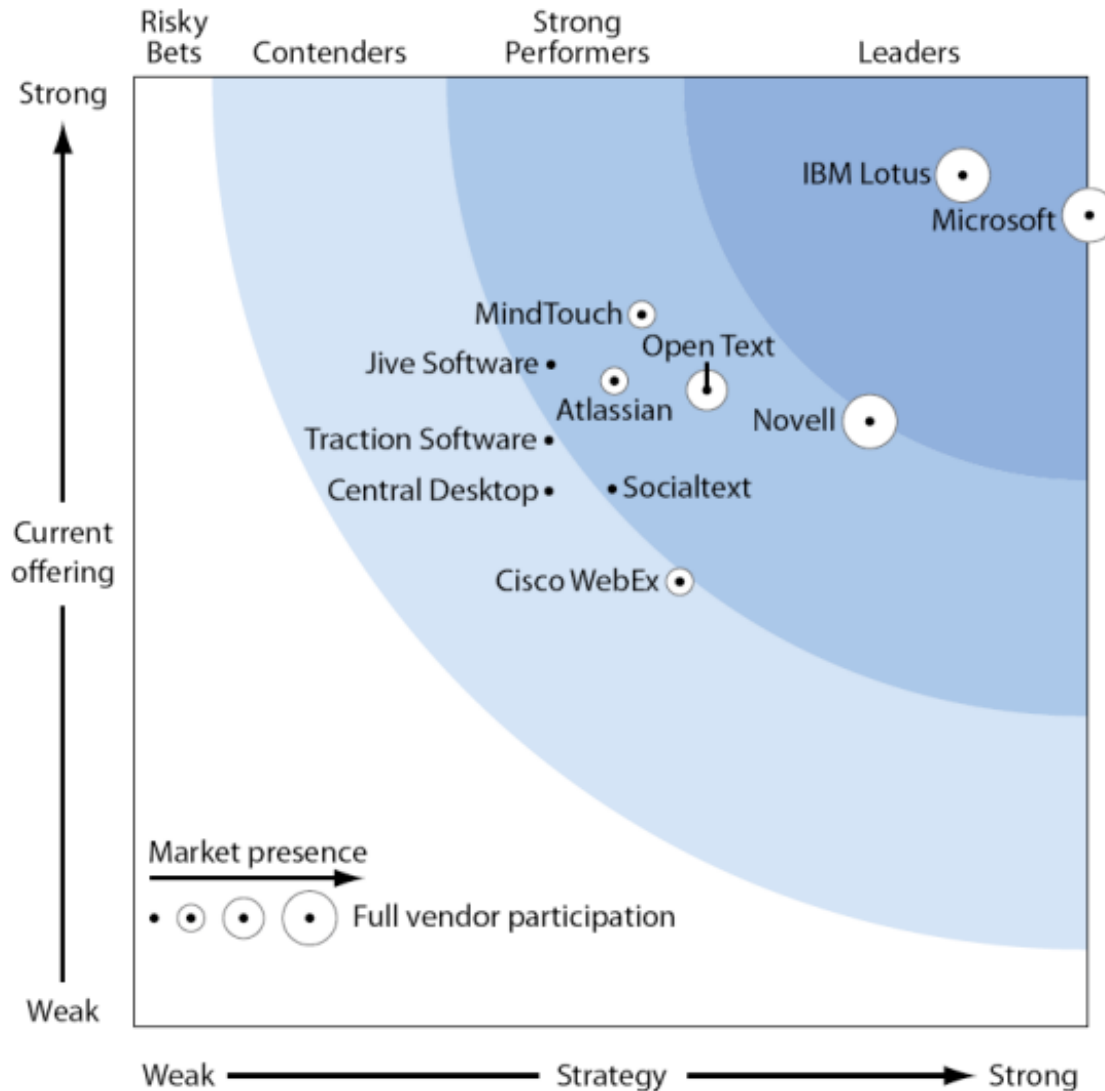 Risky
Bets
Contenders
Strong
Performers
Leaders
Strong
IBM Lotus
Microsoft
MindTouch
Open Text
Jive Software
Atlassian
Novell
Traction Software
Central Desktop
Socialtext
Current
offering
Cisco WebEx
Market presence
Full vendor participation
Weak
Weak
Strategy
Strong